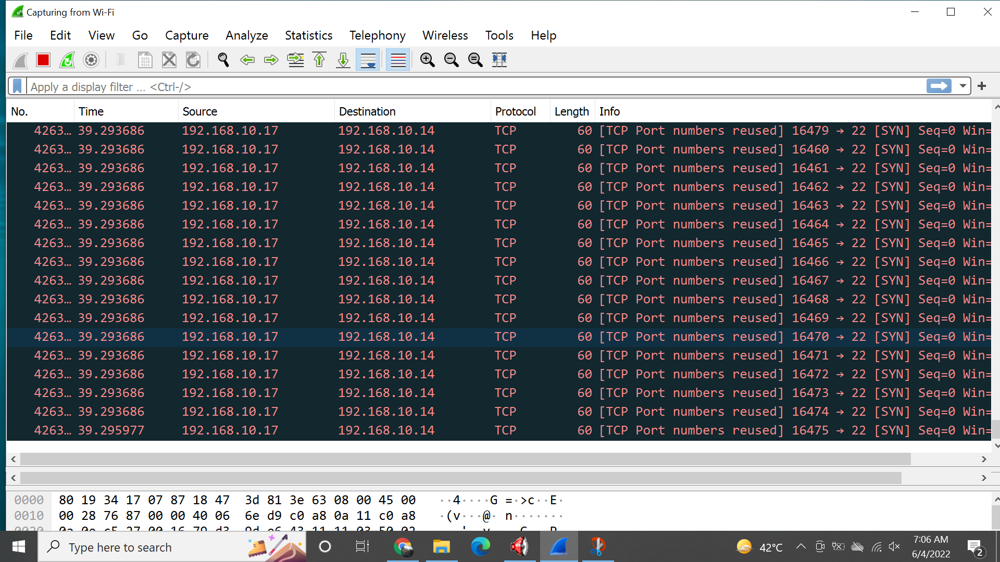 Capturing from Wi-Fi
File Edit View Go Capture Analyze Statistics Telephony Wireless Tools Help
Apply a display filter ... <Ctrl-/>
No. Time Source Destination Protocol Length Info
4263… 39.293686 192.168.10.17 192.168.10.14 TCP 60 [TCP Port numbers reused] 16479 → 22 [SYN] Seq=0 Win=
4263… 39.293686 192.168.10.17 192.168.10.14 TCP 60 [TCP Port numbers reused] 16460 → 22 [SYN] Seq=0 Win=
4263… 39.293686 192.168.10.17 192.168.10.14 TCP 60 [TCP Port numbers reused] 16461 → 22 [SYN] Seq=0 Win=
4263… 39.293686 192.168.10.17 192.168.10.14 TCP 60 [TCP Port numbers reused] 16462 → 22 [SYN] Seq=0 Win=
4263… 39.293686 192.168.10.17 192.168.10.14 TCP 60 [TCP Port numbers reused] 16463 → 22 [SYN] Seq=0 Win=
4263… 39.293686 192.168.10.17 192.168.10.14 TCP 60 [TCP Port numbers reused] 16464 → 22 [SYN] Seq=0 Win=
4263… 39.293686 192.168.10.17 192.168.10.14 TCP 60 [TCP Port numbers reused] 16465 → 22 [SYN] Seq=0 Win=
4263… 39.293686 192.168.10.17 192.168.10.14 TCP 60 [TCP Port numbers reused] 16466 → 22 [SYN] Seq=0 Win=
4263… 39.293686 192.168.10.17 192.168.10.14 TCP 60 [TCP Port numbers reused] 16467 → 22 [SYN] Seq=0 Win=
4263… 39.293686 192.168.10.17 192.168.10.14 TCP 60 [TCP Port numbers reused] 16468 → 22 [SYN] Seq=0 Win=
4263… 39.293686 192.168.10.17 192.168.10.14 TCP 60 [TCP Port numbers reused] 16469 → 22 [SYN] Seq=0 Win=
4263… 39.293686 192.168.10.17 192.168.10.14 TCP 60 [TCP Port numbers reused] 16470 → 22 [SYN] Seq=0 Win=
4263… 39.293686 192.168.10.17 192.168.10.14 TCP 60 [TCP Port numbers reused] 16471 → 22 [SYN] Seq=0 Win=
4263… 39.293686 192.168.10.17 192.168.10.14 TCP 60 [TCP Port numbers reused] 16472 → 22 [SYN] Seq=0 Win=
4263… 39.293686 192.168.10.17 192.168.10.14 TCP 60 [TCP Port numbers reused] 16473 → 22 [SYN] Seq=0 Win=
4263… 39.293686 192.168.10.17 192.168.10.14 TCP 60 [TCP Port numbers reused] 16474 → 22 [SYN] Seq=0 Win=
4263… 39.295977 192.168.10.17 192.168.10.14 TCP 60 [TCP Port numbers reused] 16475 → 22 [SYN] Seq=0 Win=
0000 80 19 34 17 07 87 18 47 3d 81 3e 63 08 00 45 00 ··4····G =·>c··E·
0010 00 28 76 87 00 00 40 06 6e d9 c0 a8 0a 11 c0 a8 ·(v···@· n·······
Type here to search
42°C
7:06 AM
6/4/2022
2